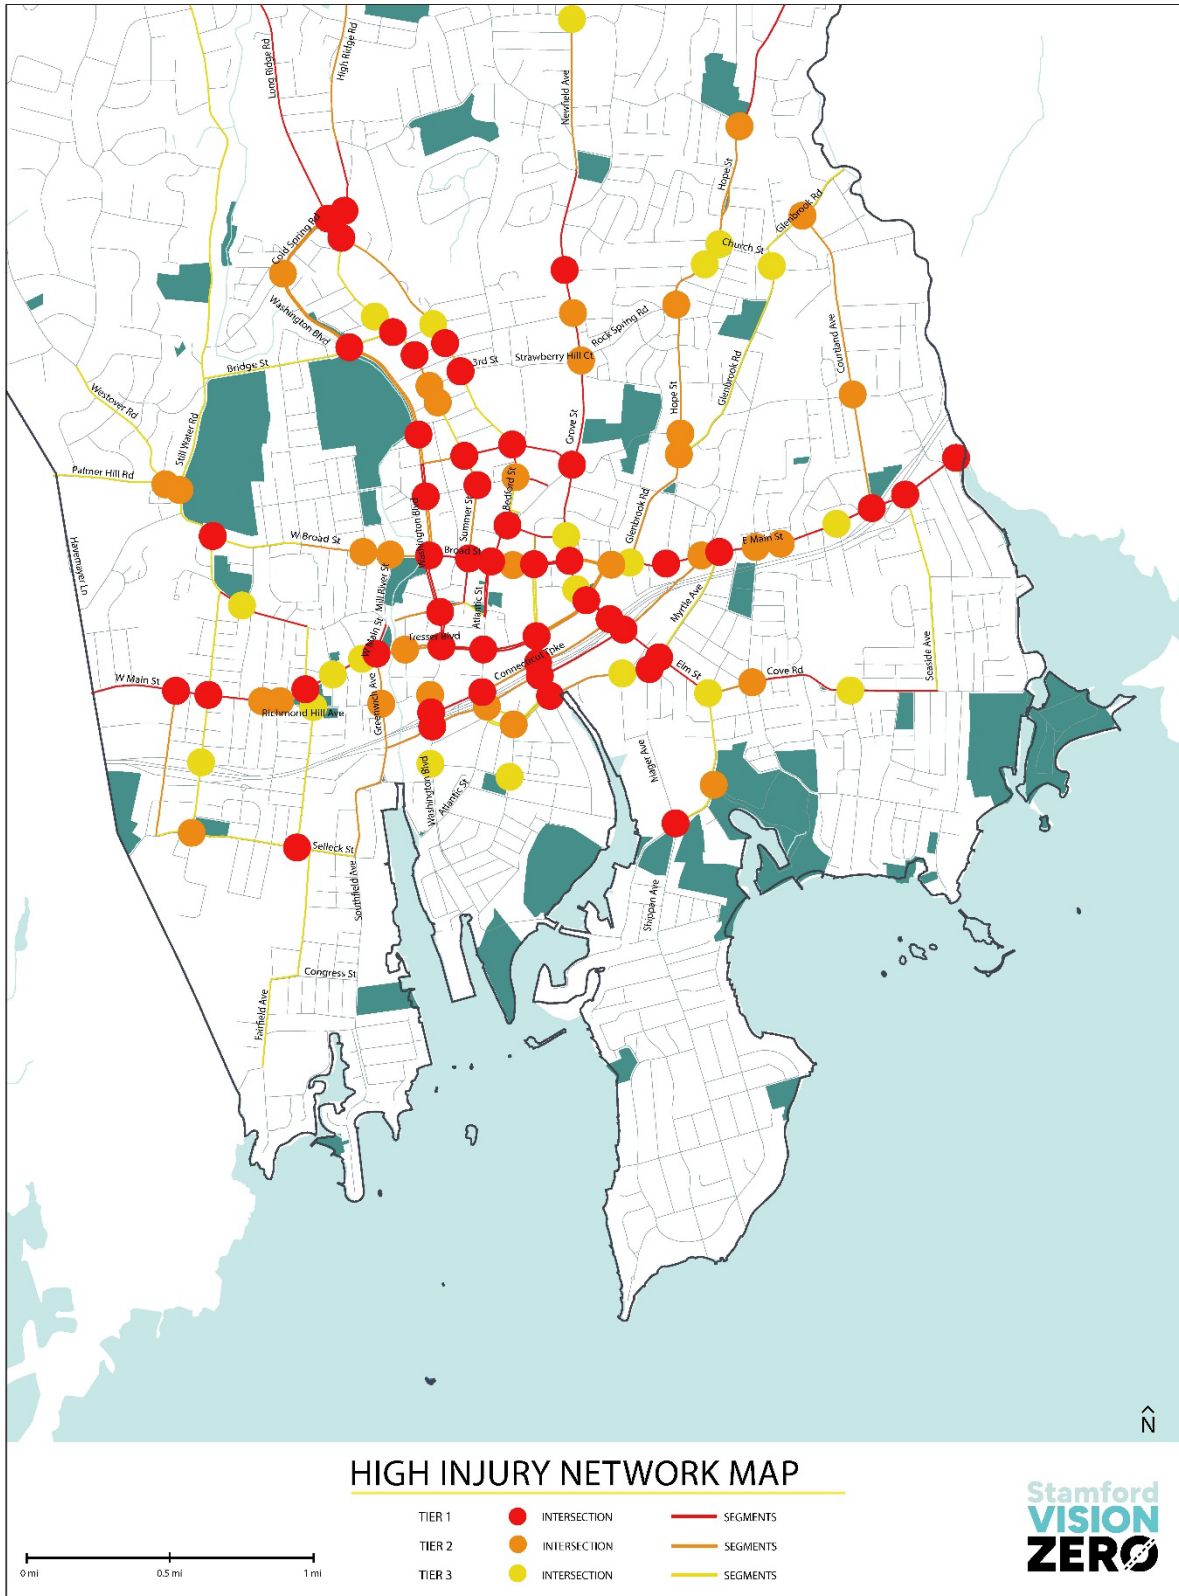 Long Ridge Rd
High Ridge Rd
Newfield Ave
Hope St
Glenbrook Rd
Church St
Cold Spring Rd
Washington Blvd
Rock Spring Rd
Courtland Ave
Strawberry Hill Ct
3rd St
Bridge St
Glenbrook Rd
Westover Rd
Hope St
Still Water Rd
Grove St
Palmer Hill Rd
Bedford St
Summer St
Washington Blvd
Glenbrook Rd
W Broad St
Broad St
E Main St
Havemayer Ln
Mill River St
Atlantic St
Myrtle Ave
W Main St
Tresser Blvd
Connecticut Tpke
Elm St
Cove Rd
Seaside Ave
W Main St
Greenwich Ave
Richmond Hill Ave
Magee Ave
Washington Blvd
Atlantic St
Selleck St
Southfield Ave
Shippan Ave
Congress St
Fairfield Ave
N
HIGH INJURY NETWORK MAP
TIER 1 INTERSECTION SEGMENTS
TIER 2 INTERSECTION SEGMENTS
TIER 3 INTERSECTION SEGMENTS
0 mi 0.5 mi 1 mi
Stamford
VISION
ZERO